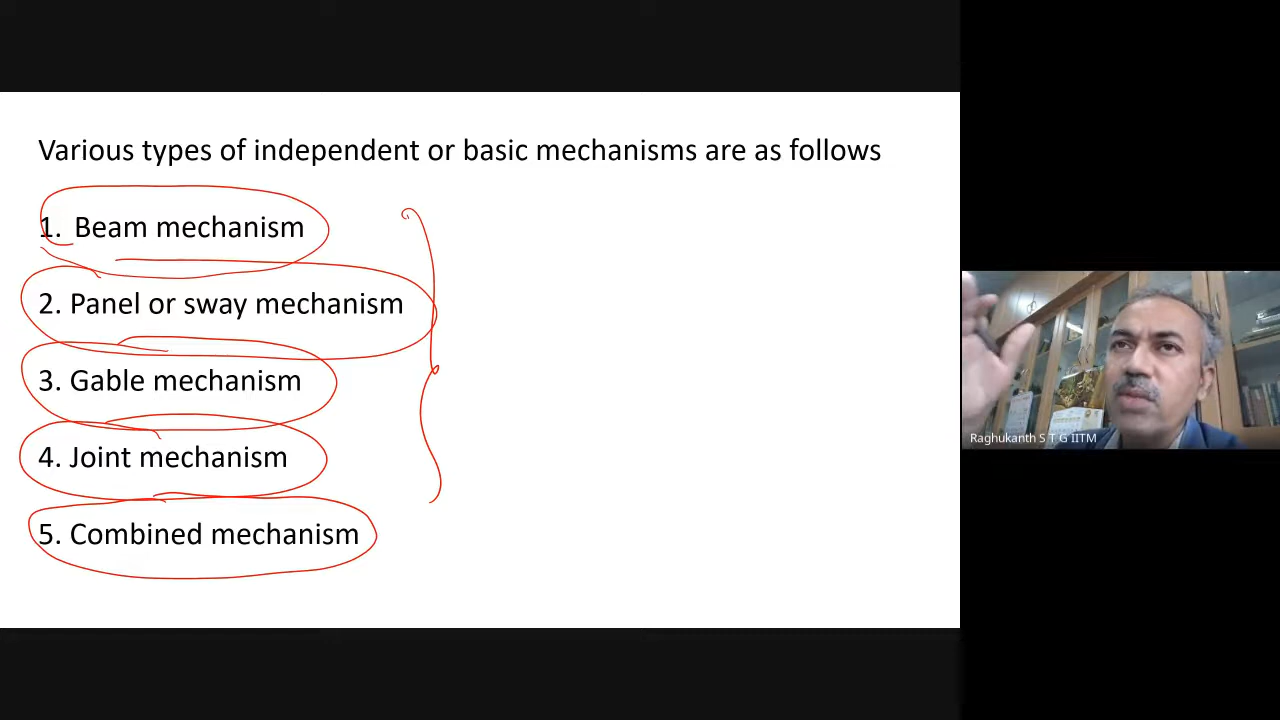 Various types of independent or basic mechanisms are as follows
1. Beam mechanism
2. Panel or sway mechanism
3. Gable mechanism
4. Joint mechanism
5. Combined mechanism
Raghukanth S T G IITM